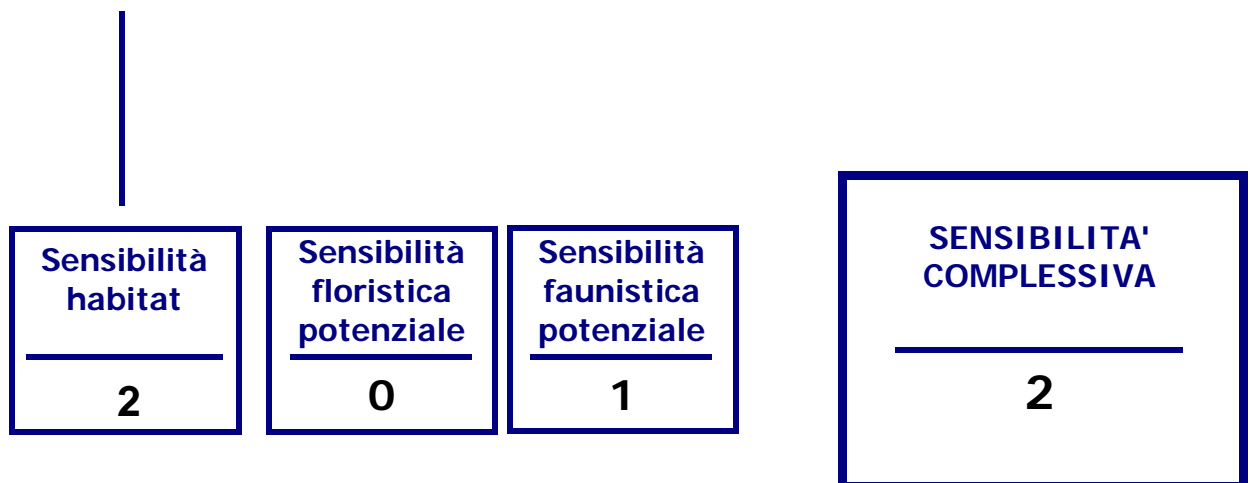 Sensibilità
habitat
2
Sensibilità
floristica
potenziale
0
Sensibilità
faunistica
potenziale
1
SENSIBILITA'
COMPLESSIVA
2